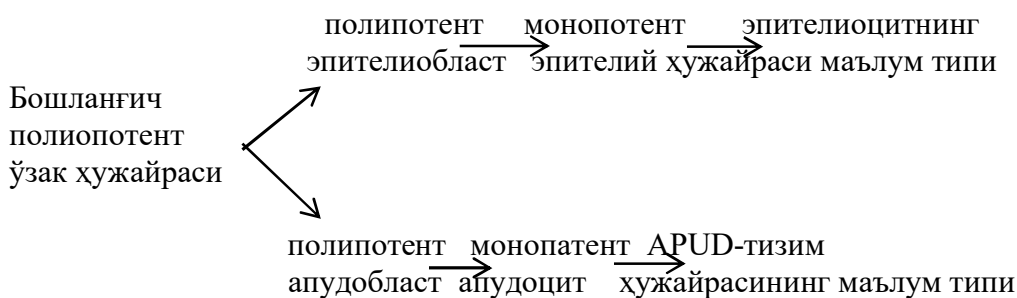 полипотент монопотент эпителиоцитнинг
эпителиобласт эпителий ҳужайраси маълум типи
Бошланғич
полиопотент
ўзак ҳужайраси
полипотент монопатент APUD-тизим
апудобласт апудоцит ҳужайрасининг маълум типи